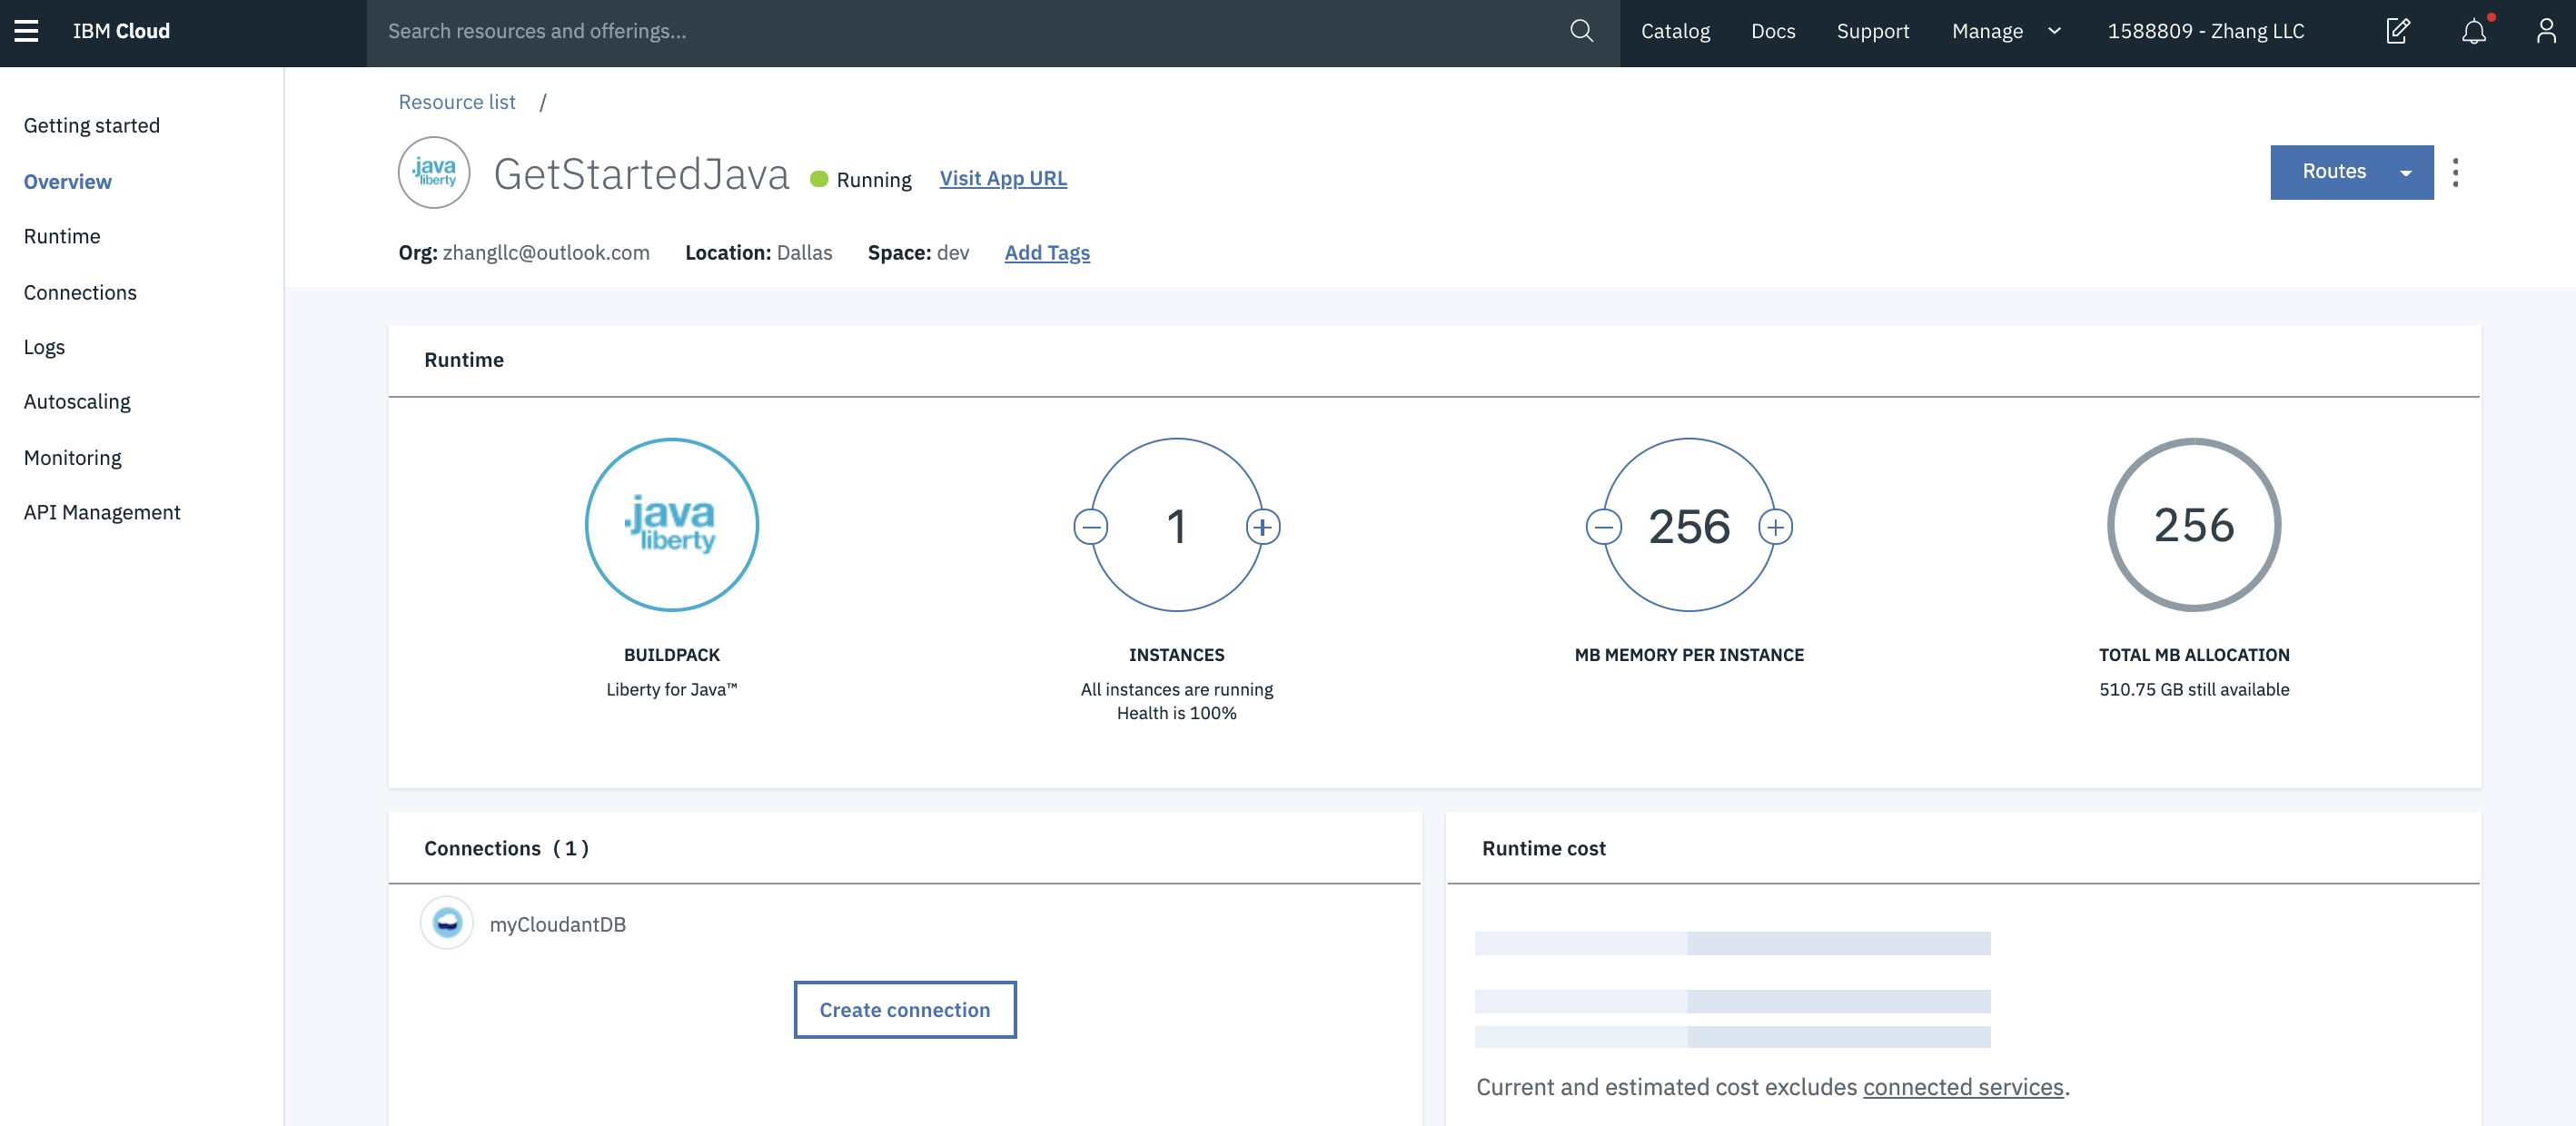 IBM Cloud
Search resources and offerings...
Catalog
Docs
Support
Manage
1588809 - Zhang LLC
Getting started
Overview
Runtime
Connections
Logs
Autoscaling
Monitoring
API Management
Resource list /
java
liberty
GetStartedJava
Running
Visit App URL
Routes
Org: zhangllc@outlook.com
Location: Dallas
Space: dev
Add Tags
Runtime
java
liberty
BUILDPACK
Liberty for Java™
1
INSTANCES
All instances are running
Health is 100%
256
MB MEMORY PER INSTANCE
256
TOTAL MB ALLOCATION
510.75 GB still available
Connections (1)
myCloudantDB
Create connection
Runtime cost
Current and estimated cost excludes connected services.